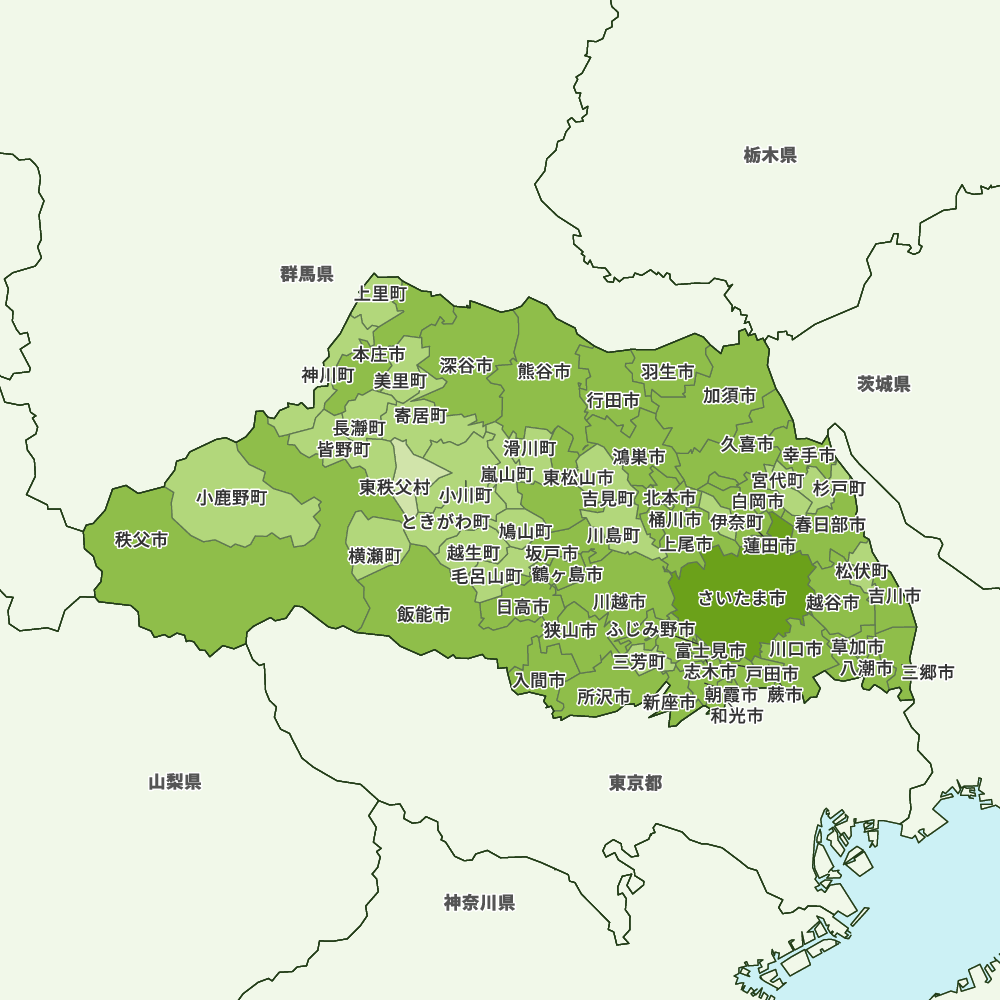 栃木県
群馬県
上里町
本庄市
深谷市
熊谷市
羽生市
神川町
美里町
茨城県
行田市
加須市
寄居町
長瀞町
皆野町
滑川町
久喜市
幸手市
鴻巣市
嵐山町
東松山市
宮代町
杉戸町
東秩父村
小川町
小鹿野町
吉見町
北本市
白岡市
ときがわ町
桶川市
伊奈町
春日部市
鳩山町
川島町
秩父市
上尾市
蓮田市
横瀬町
越生町
坂戸市
松伏町
毛呂山町
鶴ヶ島市
さいたま市
吉川市
越谷市
飯能市
日高市
川越市
狭山市
ふじみ野市
富士見市
川口市
草加市
三芳町
志木市
戸田市
八潮市
三郷市
入間市
所沢市
新座市
朝霞市
蕨市
和光市
山梨県
東京都
神奈川県